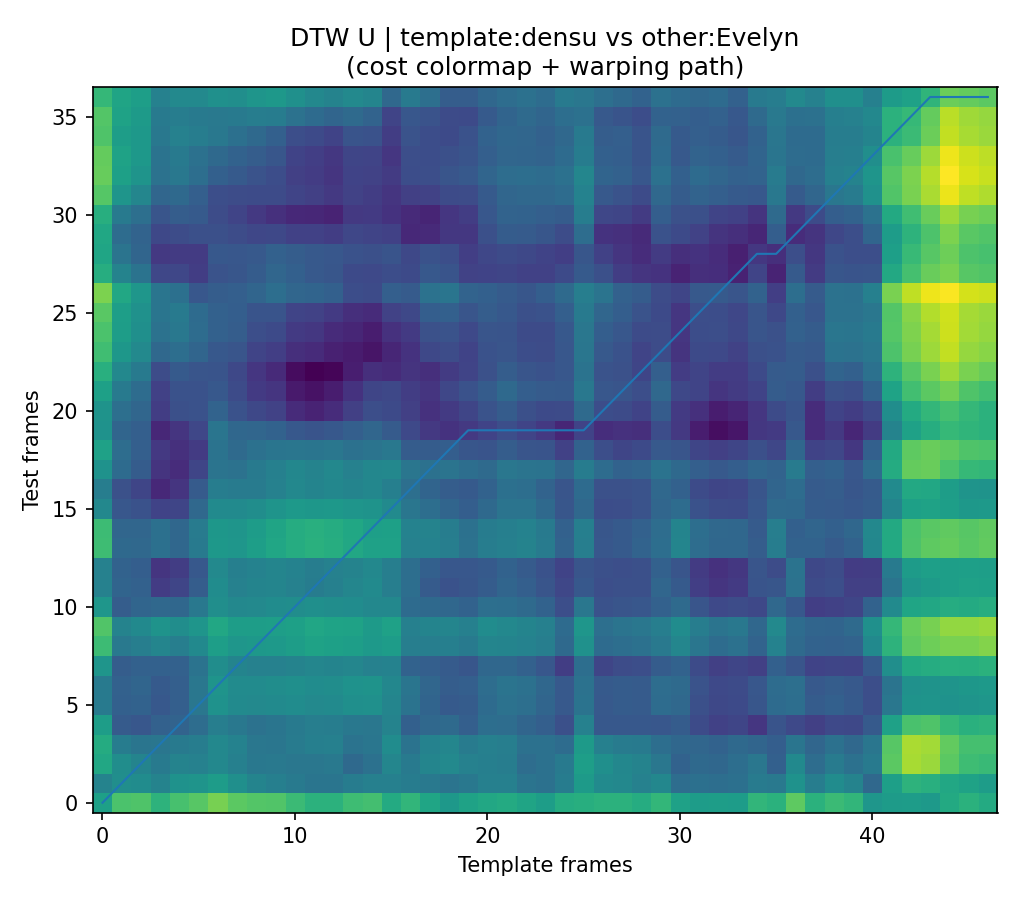 DTW U | template:densu vs other:Evelyn
(cost colormap + warping path)
35
30
25
20
15
10
5
0
Test frames
0 10 20 30 40
Template frames